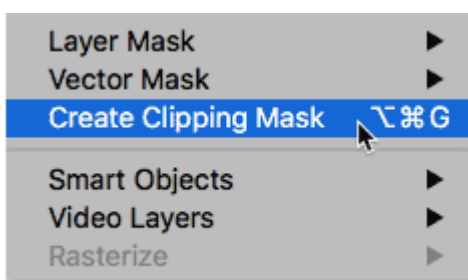 Layer Mask ▶
Vector Mask ▶
Create Clipping Mask ⌥⌘G
Smart Objects ▶
Video Layers ▶
Rasterize ▶